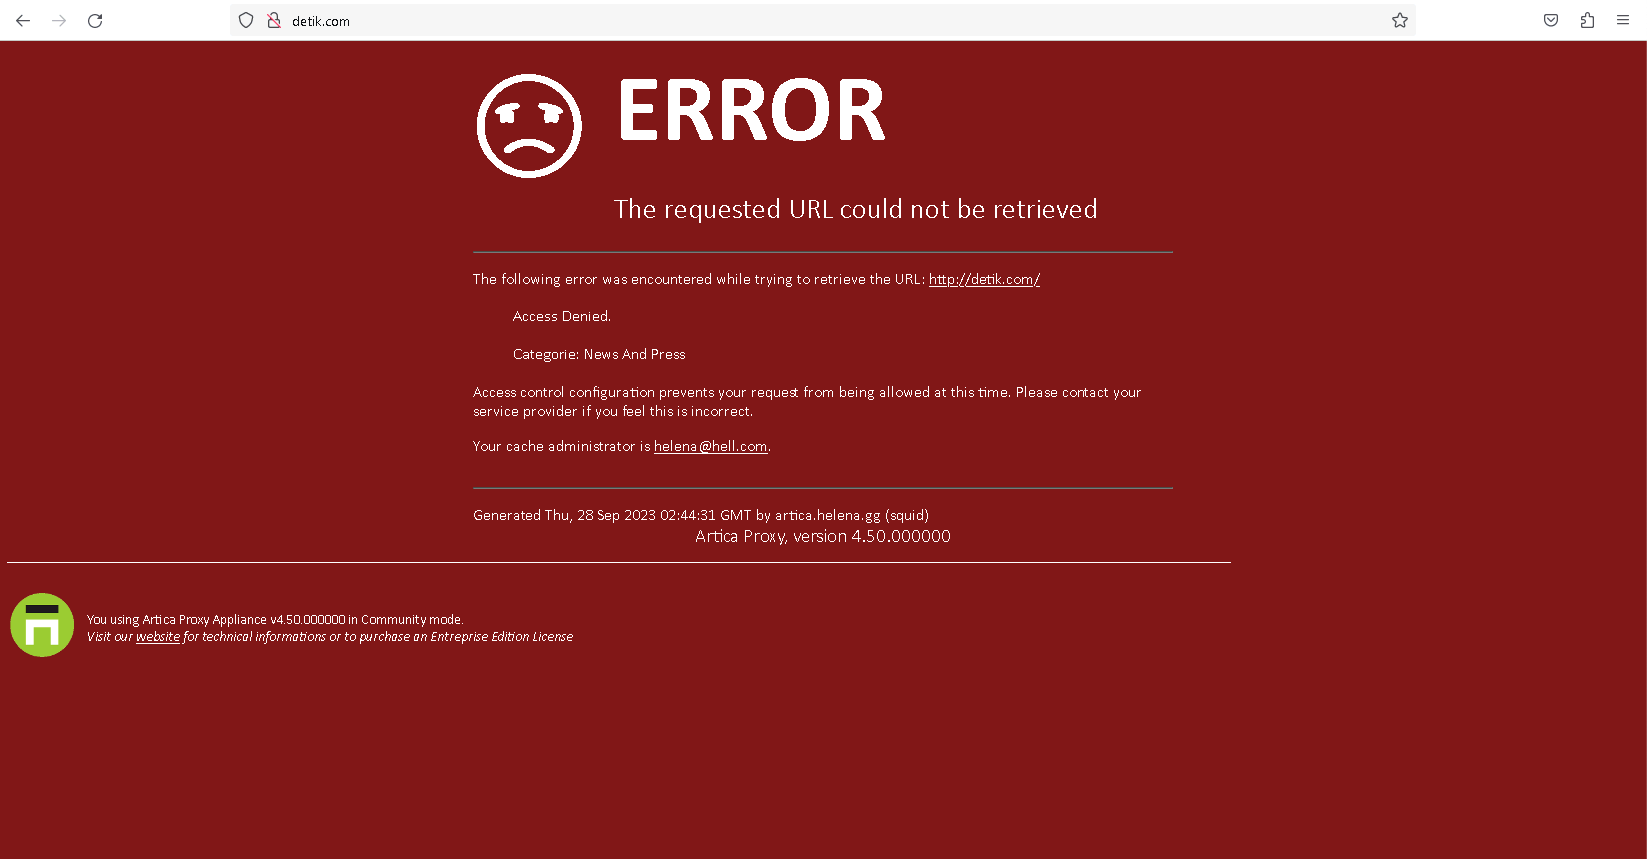 detik.com
ERROR
The requested URL could not be retrieved
The following error was encountered while trying to retrieve the URL: http://detik.com/
Access Denied.
Categorie: News And Press
Access control configuration prevents your request from being allowed at this time. Please contact your
service provider if you feel this is incorrect.
Your cache administrator is helena@hell.com.
Generated Thu, 28 Sep 2023 02:44:31 GMT by artica.helena.gg (squid)
Artica Proxy, version 4.50.000000
You using Artica Proxy Appliance v4.50.000000 in Community mode.
Visit our website for technical informations or to purchase an Entreprise Edition License